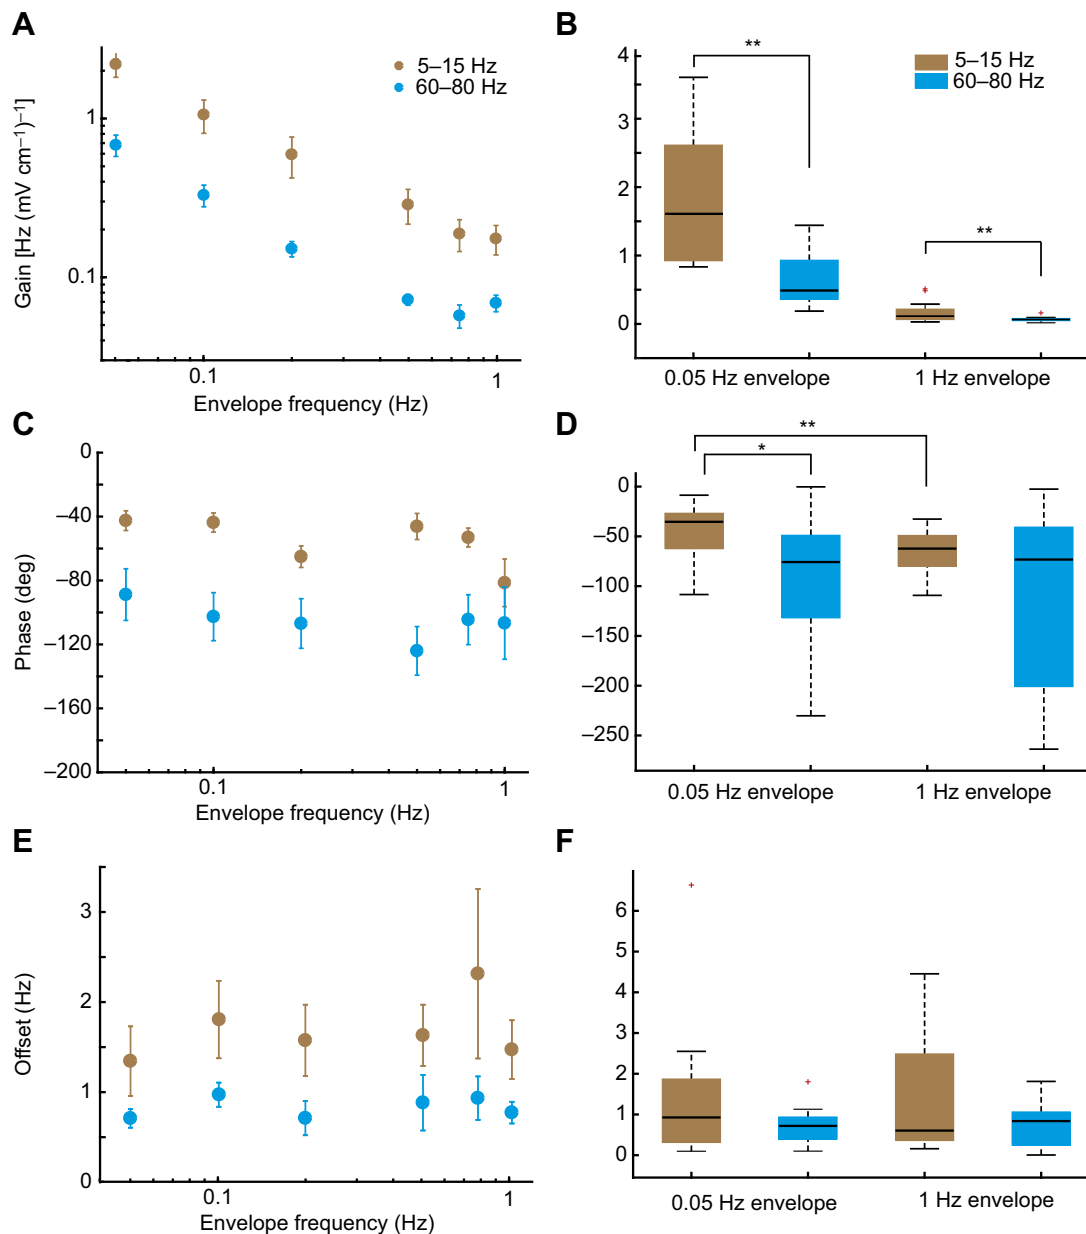 A
5–15 Hz
60–80 Hz
1
0.1
Gain [Hz (mV cm⁻¹)⁻¹]
0.1
1
Envelope frequency (Hz)
B
**
5–15 Hz
60–80 Hz
4
3
2
1
0
**
0.05 Hz envelope
1 Hz envelope
C
0
–40
–80
–120
–160
–200
Phase (deg)
0.1
1
Envelope frequency (Hz)
D
**
*
0
–50
–100
–150
–200
–250
0.05 Hz envelope
1 Hz envelope
E
3
2
1
0
Offset (Hz)
0.1
1
Envelope frequency (Hz)
F
6
5
4
3
2
1
0
0.05 Hz envelope
1 Hz envelope